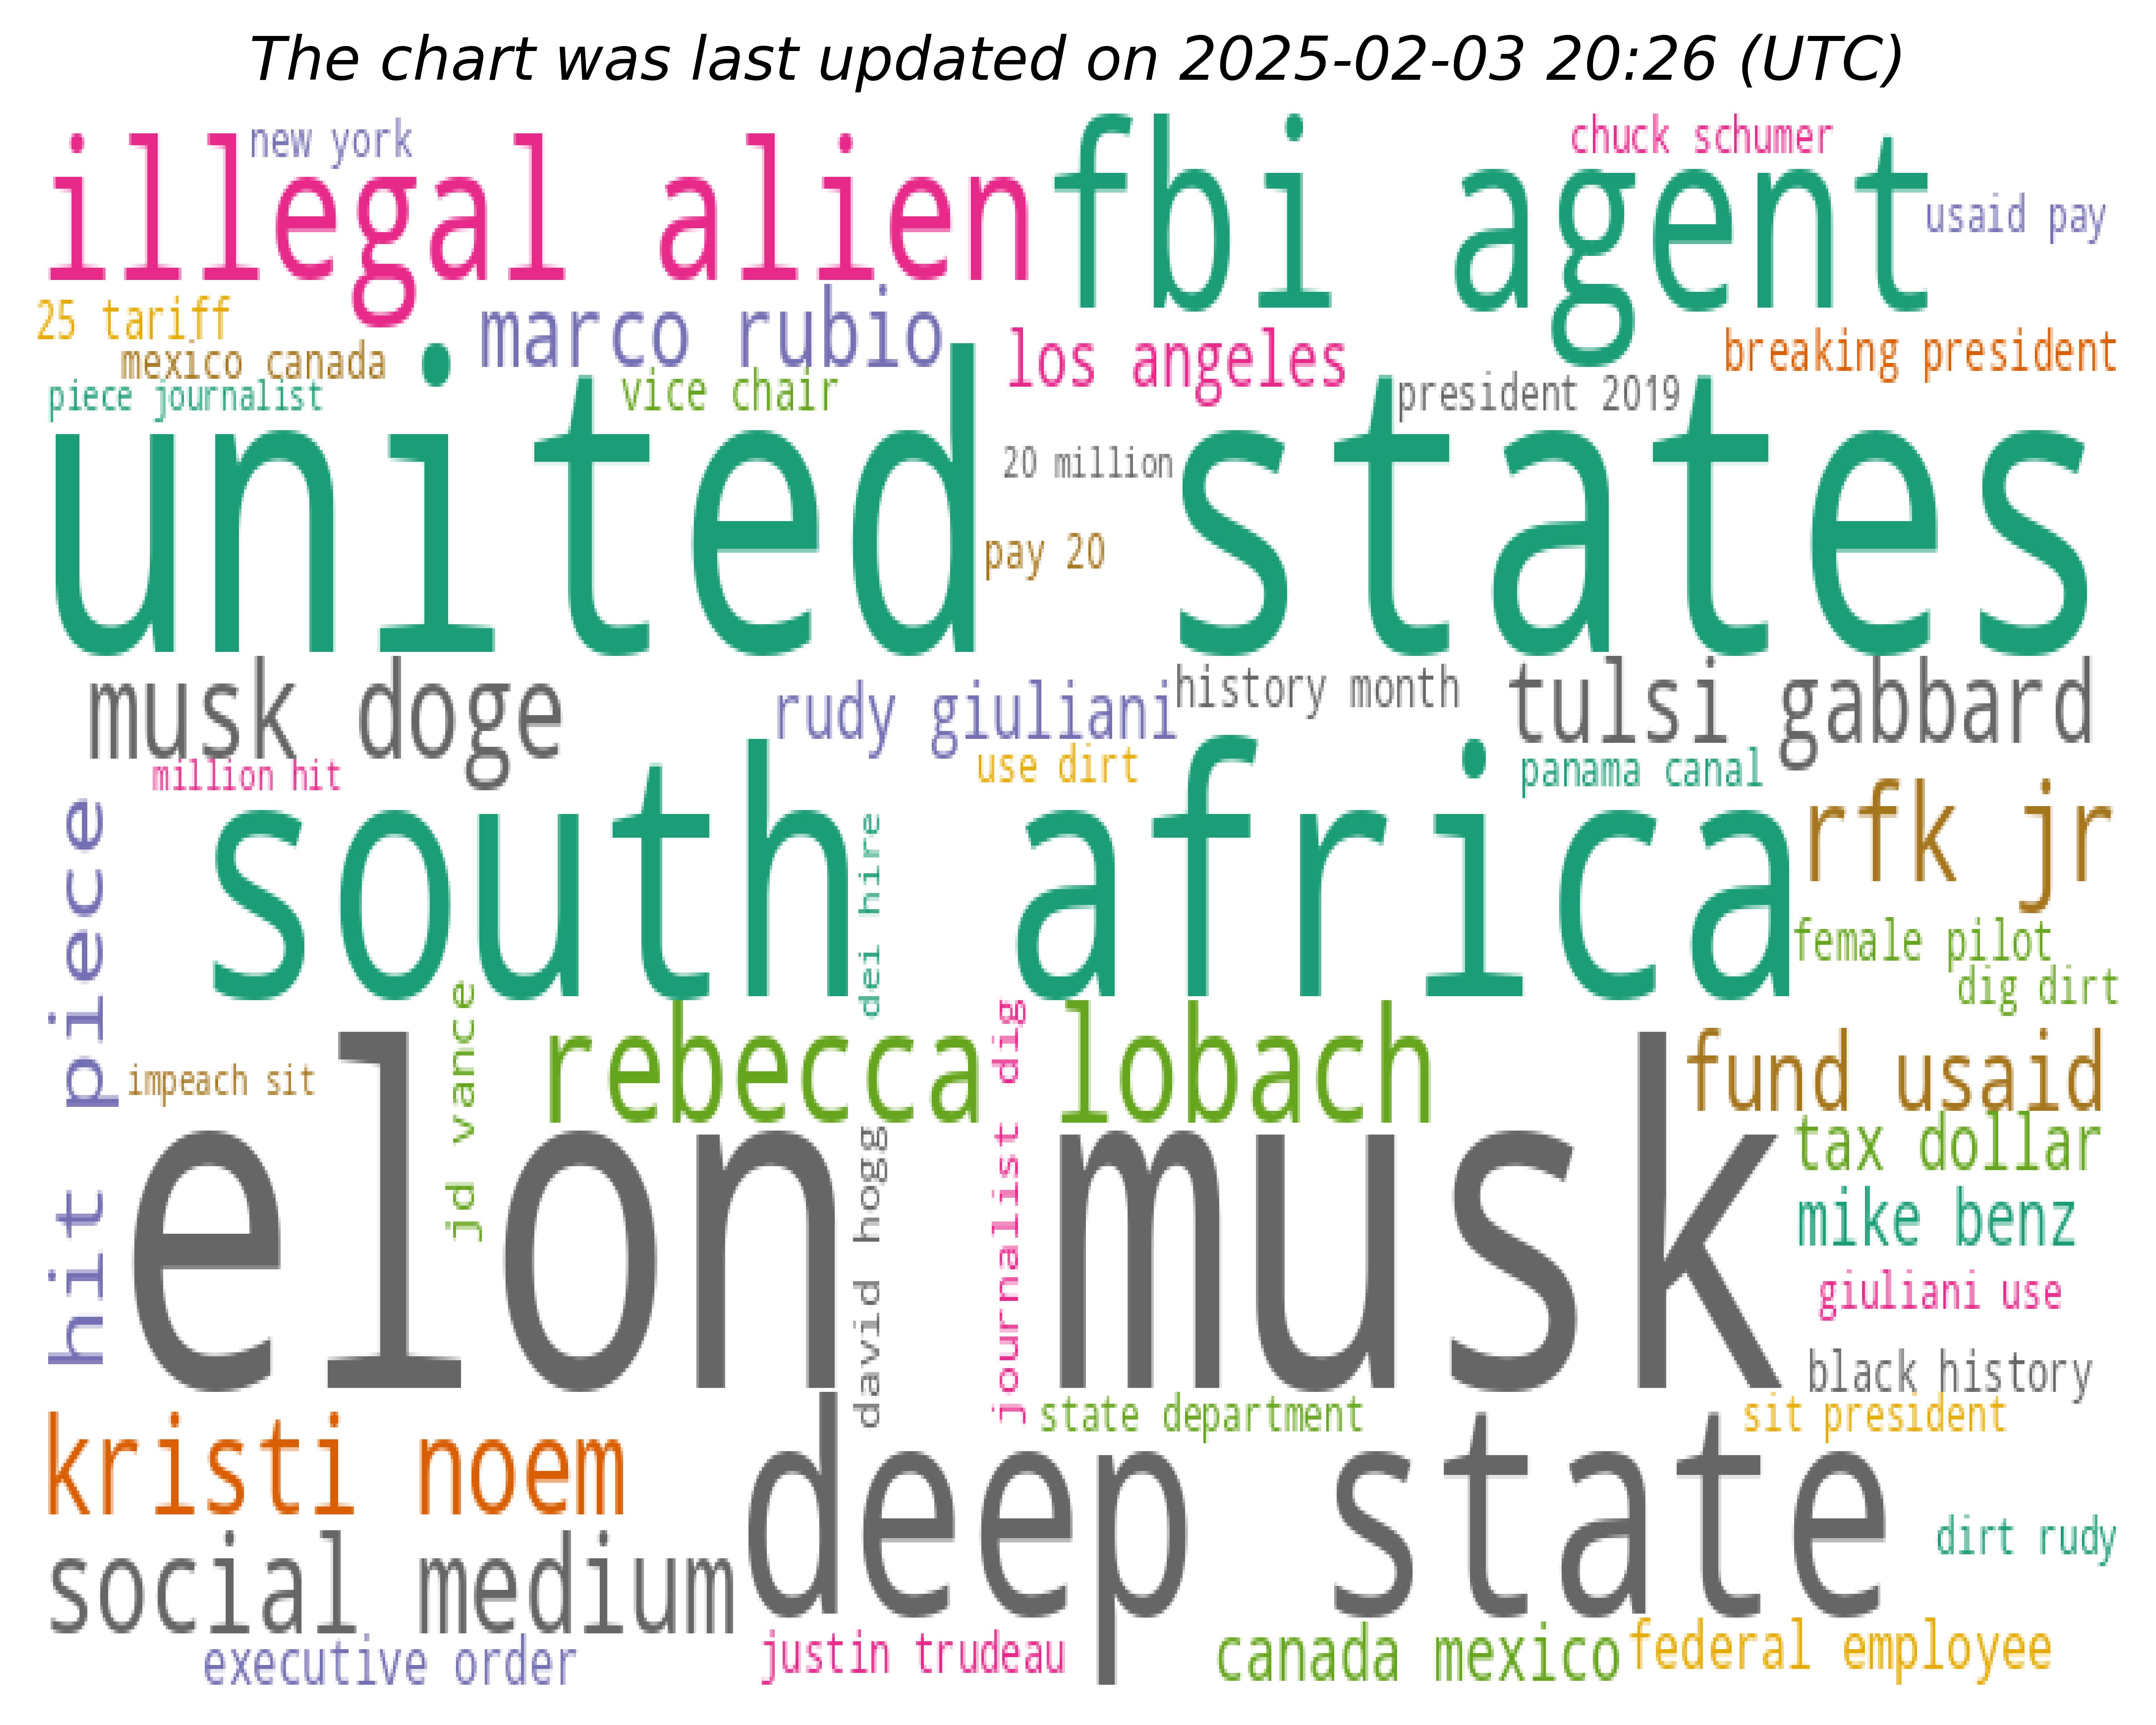 The chart was last updated on 2025-02-03 20:26 (UTC)
new york
chuck schumer
illegal alien
fbi agent
usaid pay
25 tariff
marco rubio
los angeles
breaking president
mexico canada
piece journalist
vice chair
president 2019
united states
20 million
pay 20
musk doge
rudy giuliani
history month
tulsi gabbard
million hit
use dirt
panama canal
hit piece
south africa
dei hire
rfk jr
female pilot
dig dirt
jd vance
rebecca lobach
journalist dig
fund usaid
impeach sit
elon musk
david hogg
tax dollar
mike benz
giuliani use
black history
state department
sit president
kristi noem
deep state
social medium
dirt rudy
executive order
justin trudeau
canada mexico
federal employee